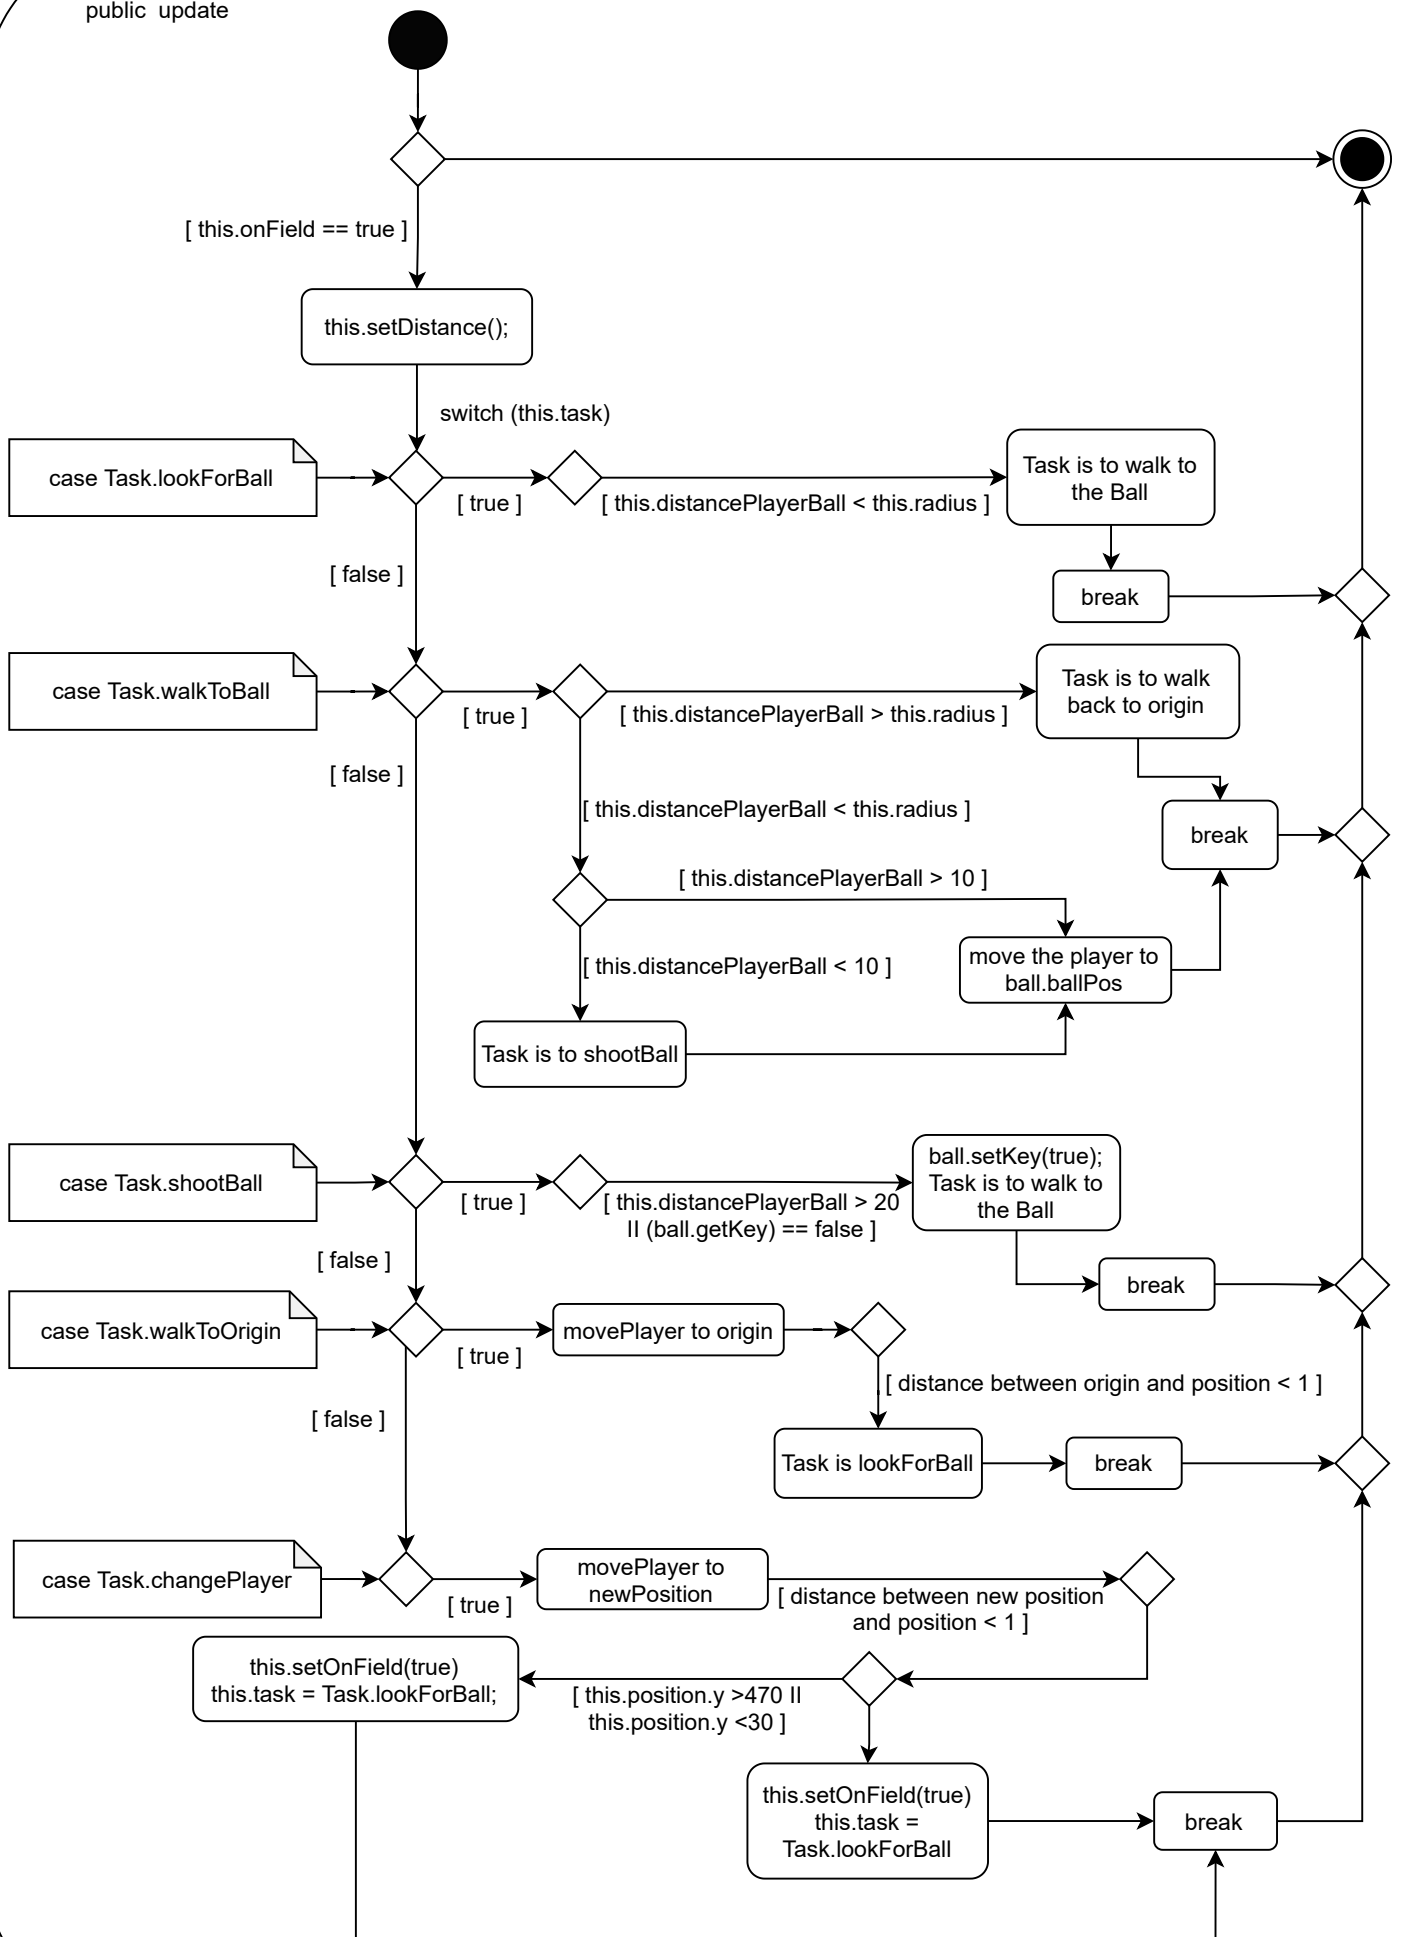 public  update
[ this.onField == true ]
this.setDistance();
switch (this.task)
case Task.lookForBall
[ true ]
[ this.distancePlayerBall < this.radius ]
Task is to walk to
the Ball
[ false ]
break
case Task.walkToBall
[ true ]
[ this.distancePlayerBall > this.radius ]
Task is to walk
back to origin
[ false ]
[ this.distancePlayerBall < this.radius ]
break
[ this.distancePlayerBall > 10 ]
[ this.distancePlayerBall < 10 ]
move the player to
ball.ballPos
Task is to shootBall
case Task.shootBall
[ true ]
[ this.distancePlayerBall > 20
II (ball.getKey) == false ]
ball.setKey(true);
Task is to walk to
the Ball
[ false ]
break
case Task.walkToOrigin
[ true ]
movePlayer to origin
[ distance between origin and position < 1 ]
[ false ]
Task is lookForBall
break
case Task.changePlayer
[ true ]
movePlayer to
newPosition
[ distance between new position
and position < 1 ]
this.setOnField(true)
this.task = Task.lookForBall;
[ this.position.y >470 II
this.position.y <30 ]
this.setOnField(true)
this.task =
Task.lookForBall
break